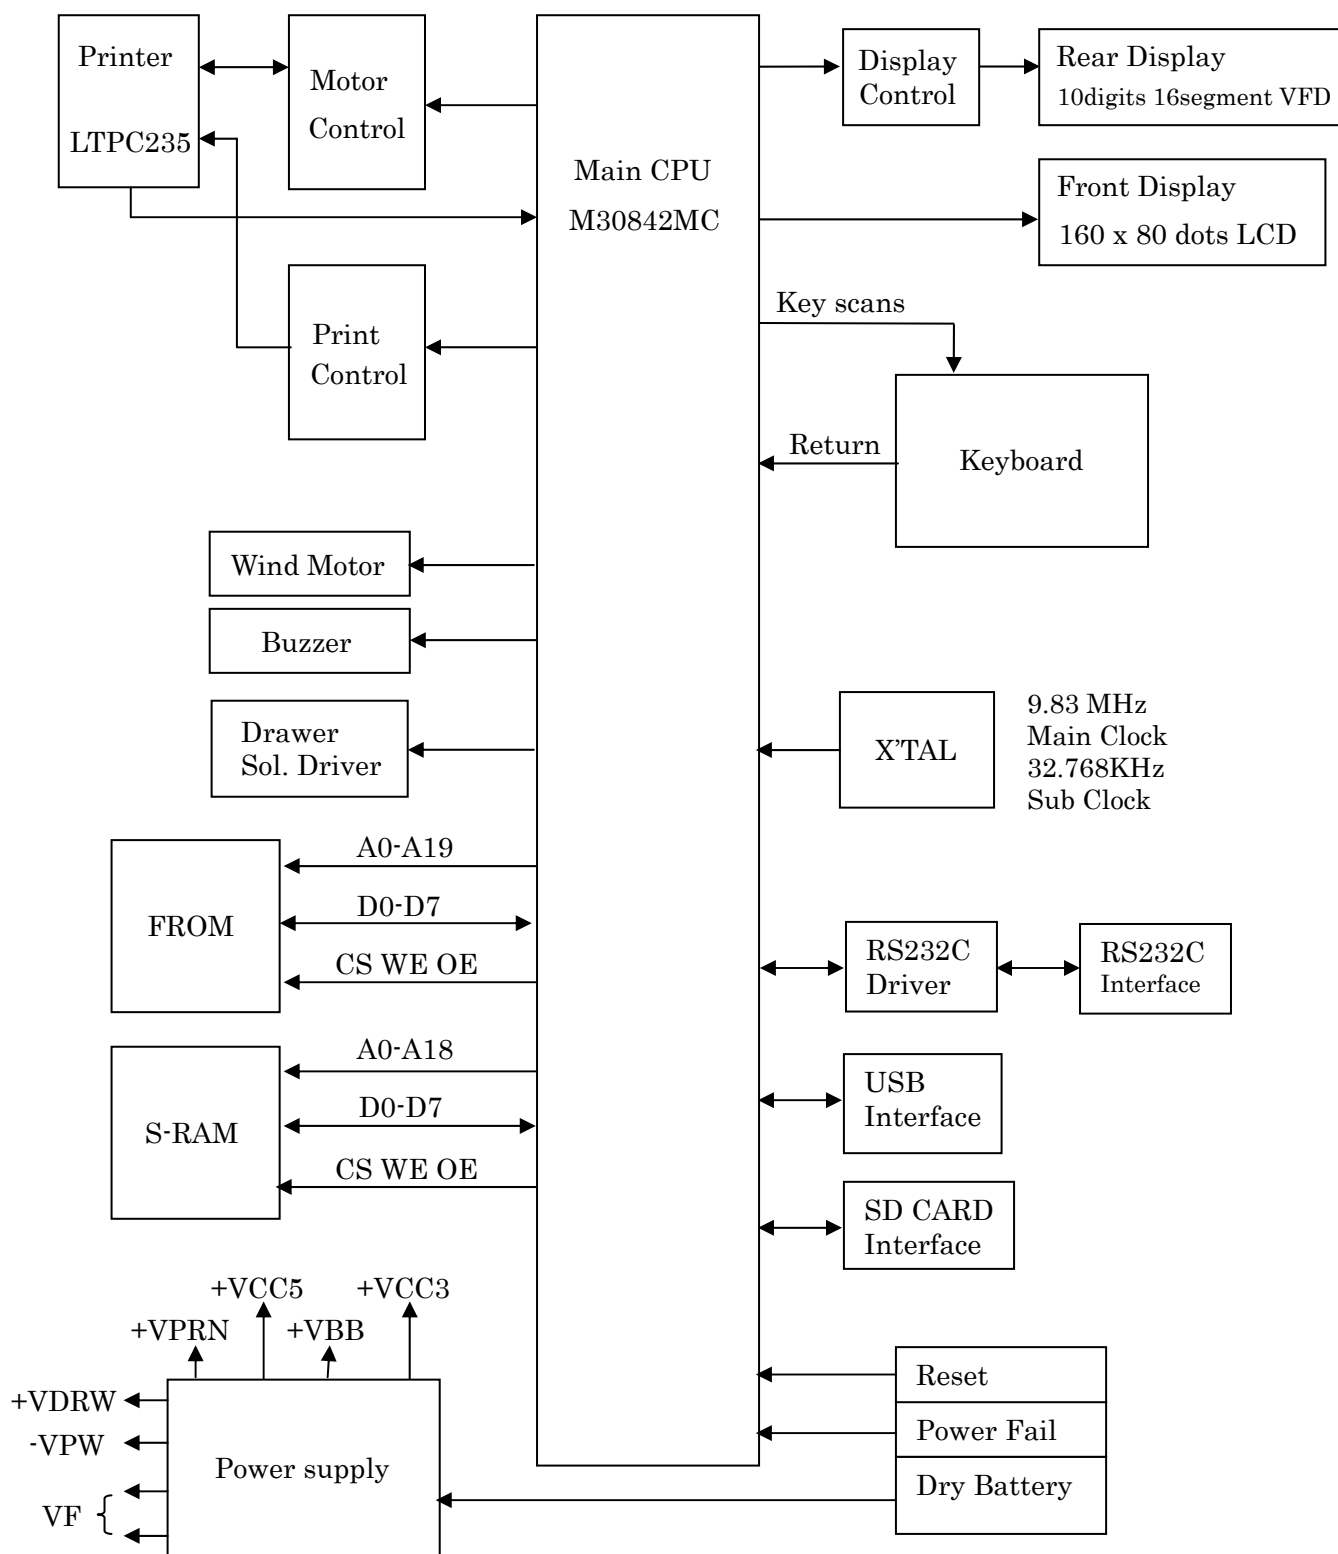 Printer
LTPC235
Motor
Control
Main CPU
M30842MC
Display
Control
Rear Display
10digits 16segment VFD
Front Display
160 x 80 dots LCD
Print
Control
Key scans
Return
Keyboard
Wind Motor
Buzzer
Drawer
Sol. Driver
X'TAL
9.83 MHz
Main Clock
32.768KHz
Sub Clock
FROM
A0-A19
D0-D7
CS WE OE
RS232C
Driver
RS232C
Interface
S-RAM
A0-A18
D0-D7
CS WE OE
USB
Interface
SD CARD
Interface
+VCC5
+VCC3
+VPRN
+VBB
+VDRW
-VPW
VF {
Power supply
Reset
Power Fail
Dry Battery